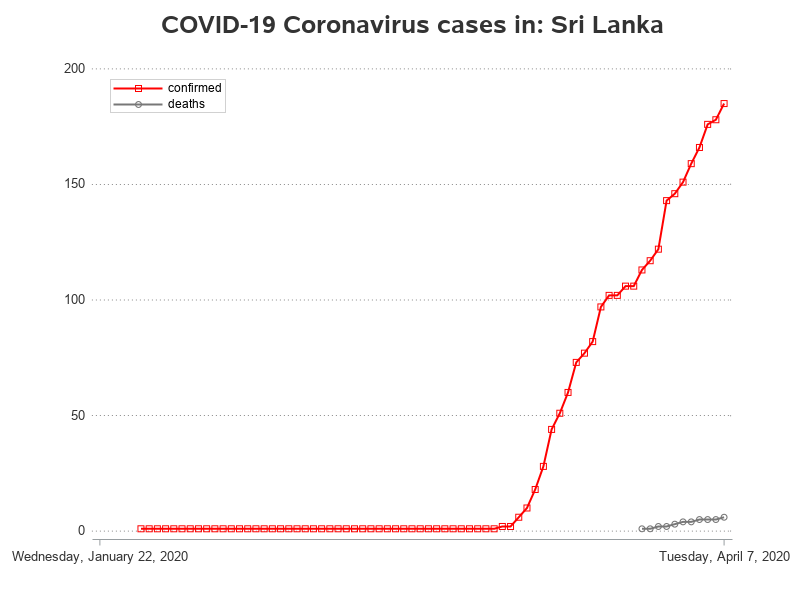 COVID-19 Coronavirus cases in: Sri Lanka
200
confirmed
deaths
150
100
50
0
Wednesday, January 22, 2020
Tuesday, April 7, 2020